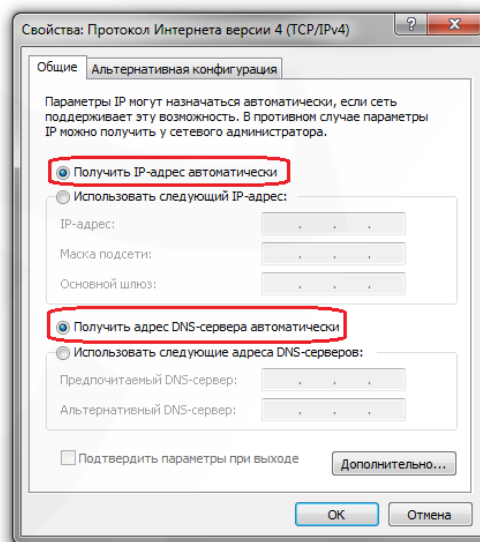 Свойства: Протокол Интернета версии 4 (TCP/IPv4)
Общие
Альтернативная конфигурация
Параметры IP могут назначаться автоматически, если сеть
поддерживает эту возможность. В противном случае параметры
IP можно получить у сетевого администратора.
Получить IP-адрес автоматически
Использовать следующий IP-адрес:
IP-адрес:
Маска подсети:
Основной шлюз:
Получить адрес DNS-сервера автоматически
Использовать следующие адреса DNS-серверов:
Предпочитаемый DNS-сервер:
Альтернативный DNS-сервер:
Подтвердить параметры при выходе
Дополнительно...
ОК
Отмена